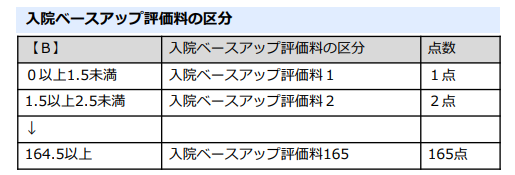 入院ベースアップ評価料の区分
【Ｂ】 入院ベースアップ評価料の区分 点数
０以上1.5未満 入院ベースアップ評価料１ １点
1.5以上2.5未満 入院ベースアップ評価料２ ２点
↓
164.5以上 入院ベースアップ評価料165 165点